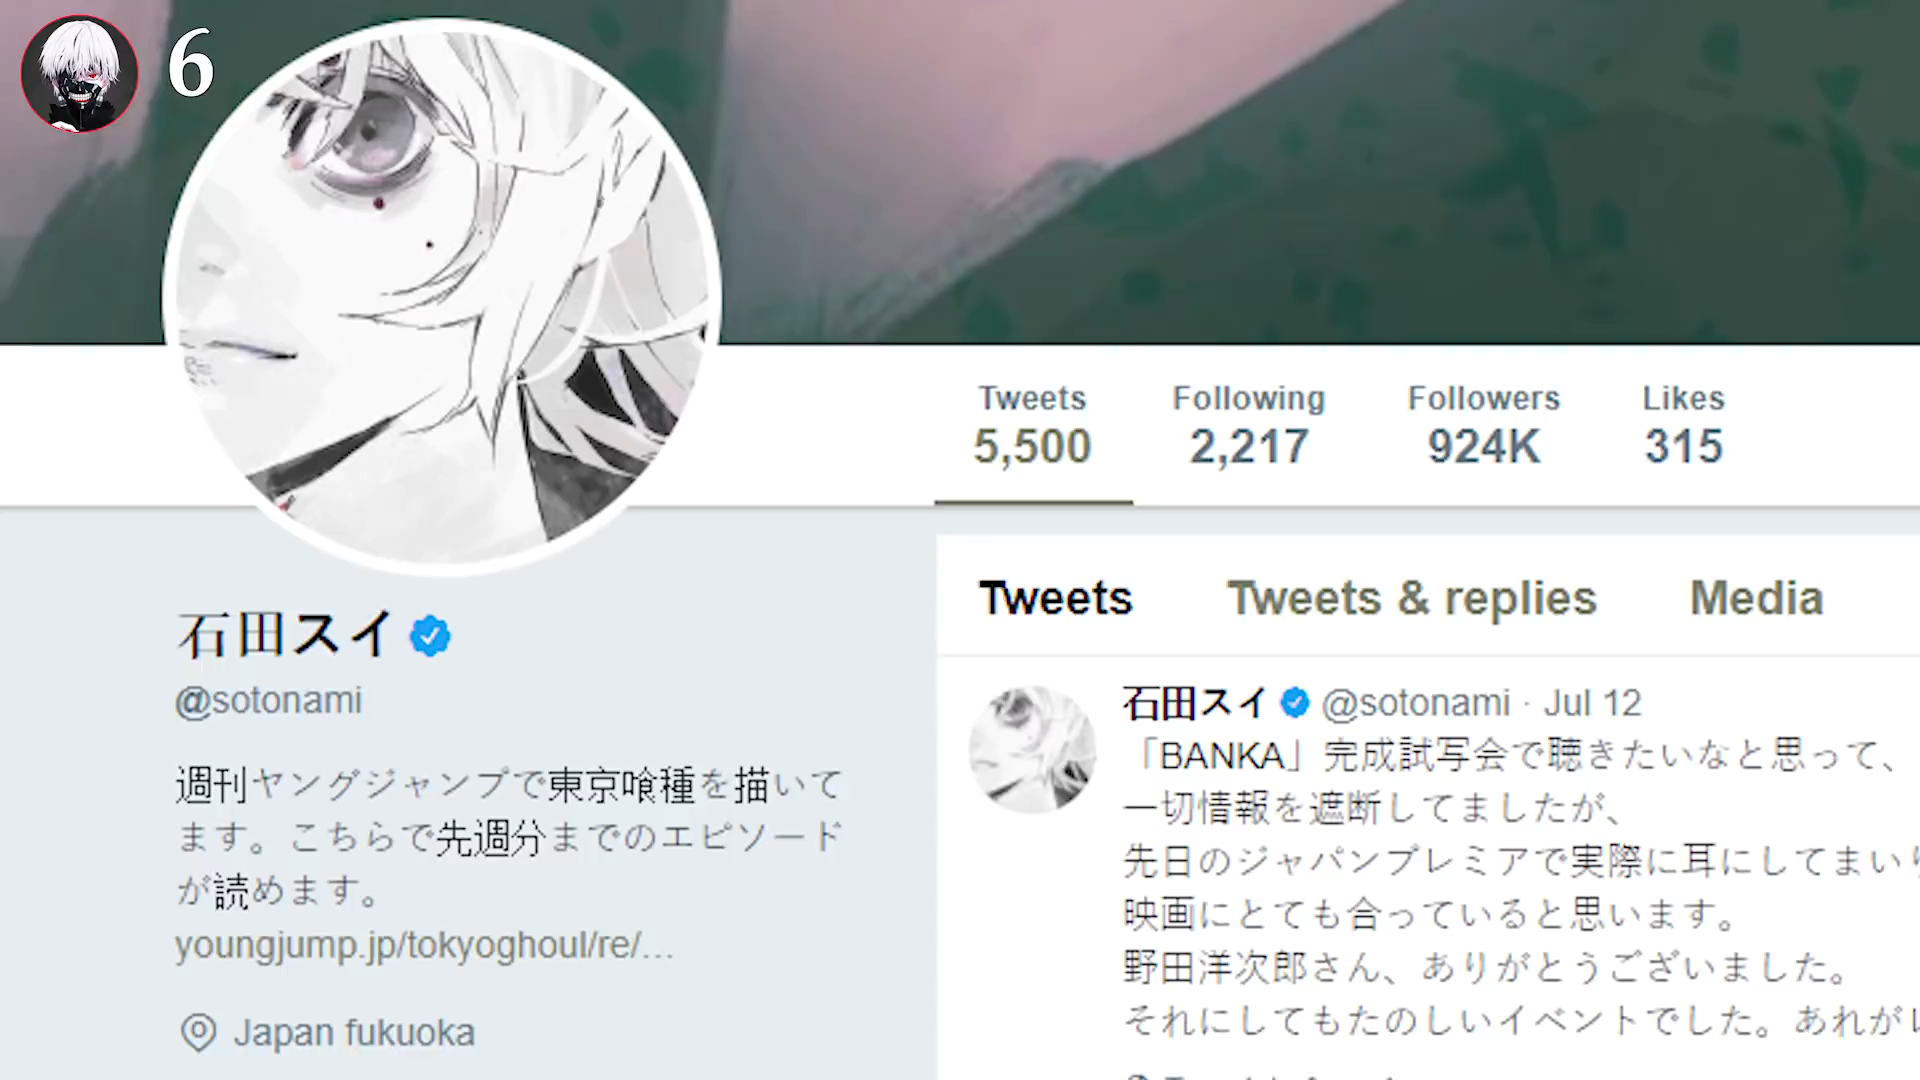 6
Tweets Following Followers Likes
5,500 2,217 924K 315
Tweets Tweets & replies Media
石田スイ
@sotonami
週刊ヤングジャンプで東京喰種を描いて
ます。こちらで先週分までのエピソード
が読めます。
youngjump.jp/tokyoghoul/re/...
Japan fukuoka
石田スイ @sotonami · Jul 12
「BANKA」完成試写会で聴きたいなと思って、
一切情報を遮断してましたが、
先日のジャパンプレミアで実際に耳にしてまいり
映画にとても合っていると思います。
野田洋次郎さん、ありがとうございました。
それにしてもたのしいイベントでした。あれがい